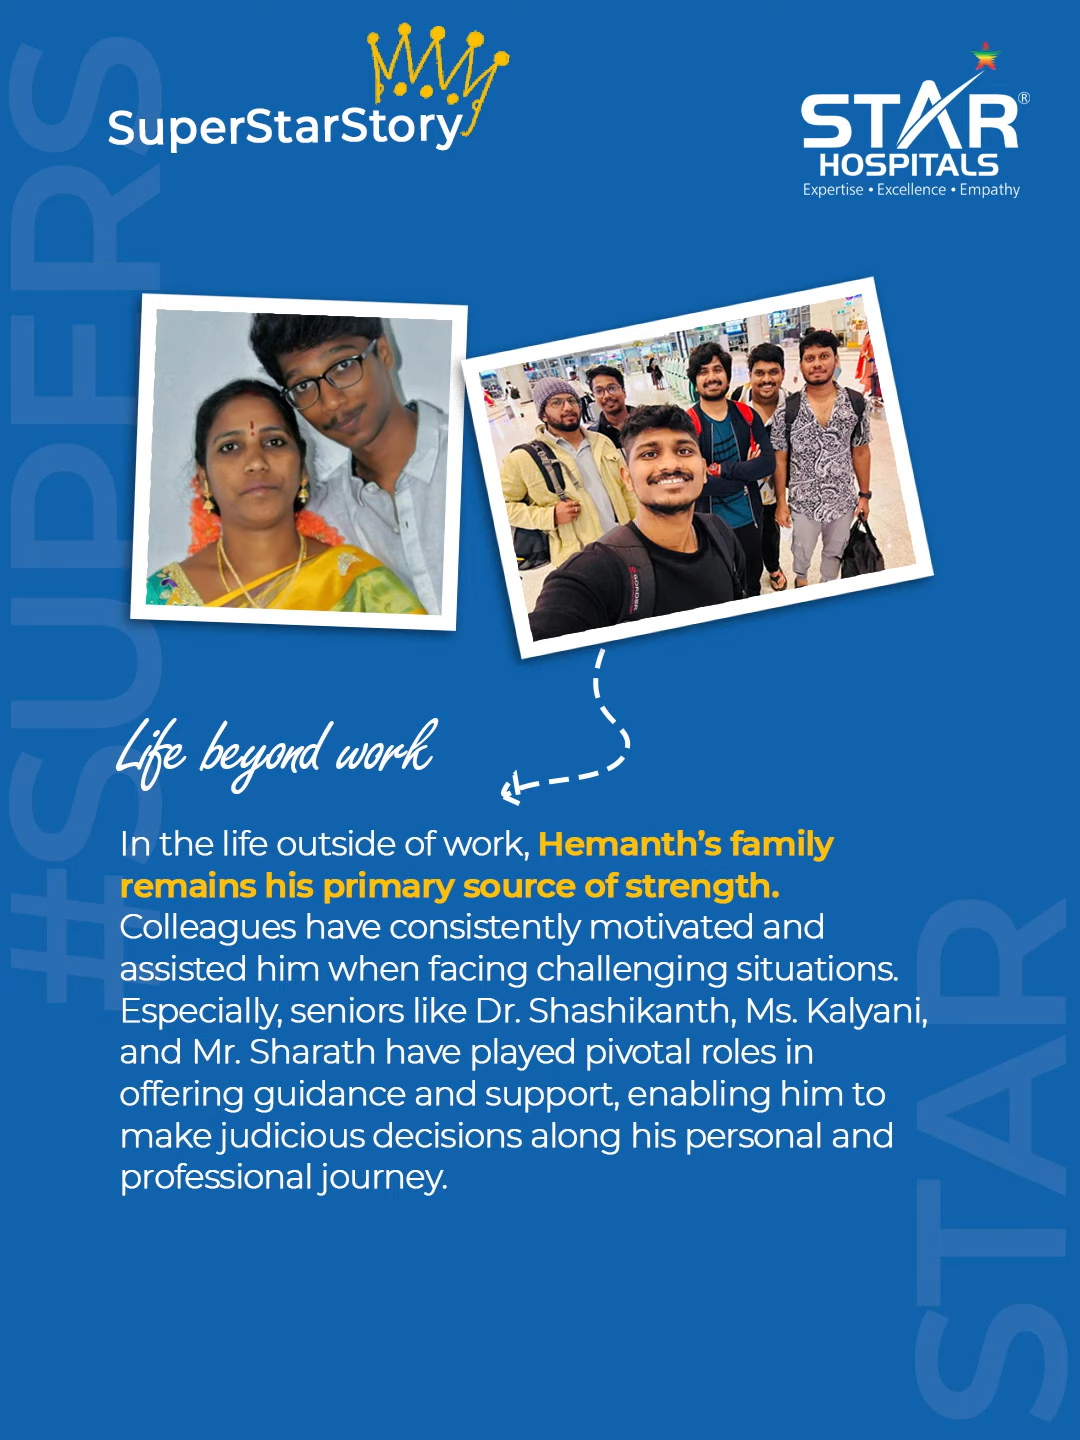 SuperStarStory
STAR®
HOSPITALS
Expertise • Excellence • Empathy
BORDER
Life beyond work
In the life outside of work, Hemanth’s family
remains his primary source of strength.
Colleagues have consistently motivated and
assisted him when facing challenging situations.
Especially, seniors like Dr. Shashikanth, Ms. Kalyani,
and Mr. Sharath have played pivotal roles in
offering guidance and support, enabling him to
make judicious decisions along his personal and
professional journey.
#SUPERS
STAR